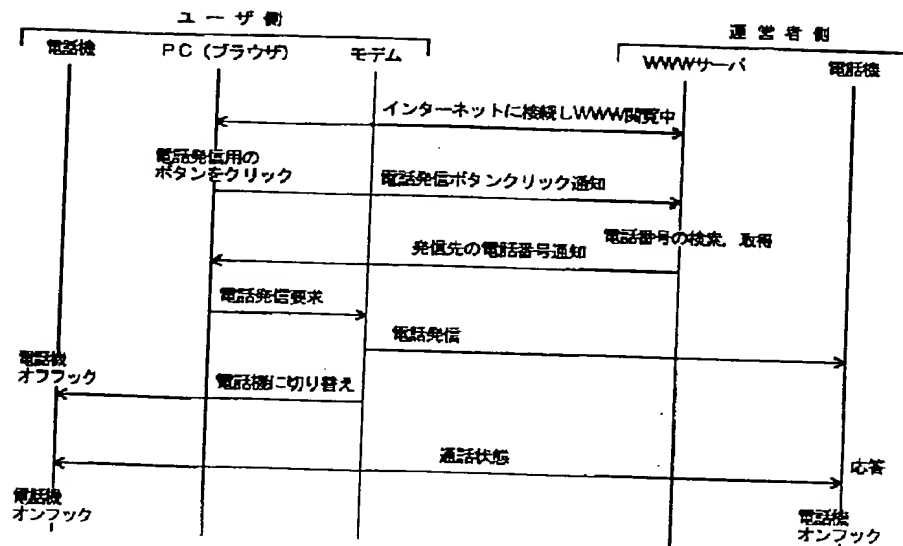 ユーザ側
運営者側
電話機
PC(ブラウザ)
モデム
WWWサーバ
電話機
インターネットに接続しWWW閲覧中
電話発信用の
ボタンをクリック
電話発信ボタンクリック通知
電話番号の検索，取得
発信先の電話番号通知
電話発信要求
電話発信
電話機
オフフック
電話機に切り替え
通話状態
応答
電話機
オンフック
電話機
オンフック